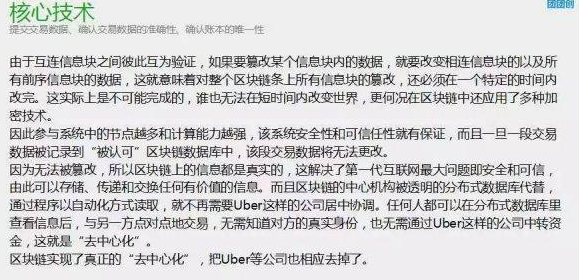 核心技术
提交交易数据、确认交易数据的准确性、确认账本的唯一性
由于互连信息块之间彼此互为验证，如果要篡改某个信息块内的数据，就要改变相连信息块的以及所
有前序信息块的数据，这就意味着对整个区块链条上所有信息块的篡改，还必须在一个特定的时间内
改完。这实际上是不可能完成的，谁也无法在短时间内改变世界，更何况在区块链中还应用了多种加
密技术。
因此参与系统中的节点越多和计算能力越强，该系统安全性和可信任性就有保证，而且一旦一段交易
数据被记录到“被认可”区块链数据库中，该段交易数据将无法更改。
因为无法被篡改，所以区块链上的信息都是真实的，这解决了第一代互联网最大问题即安全和可信，
由此可以存储、传递和交换任何有价值的信息。而且区块链的中心机构被透明的分布式数据库代替，
通过程序以自动化方式读取，就不再需要Uber这样的公司居中协调。任何人都可以在分布式数据库里
查看信息后，与另一方点对点地交易，无需知道对方的真实身份，也无需通过Uber这样的公司中转资
金，这就是“去中心化”。
区块链实现了真正的“去中心化”，把Uber等公司也相应去掉了。